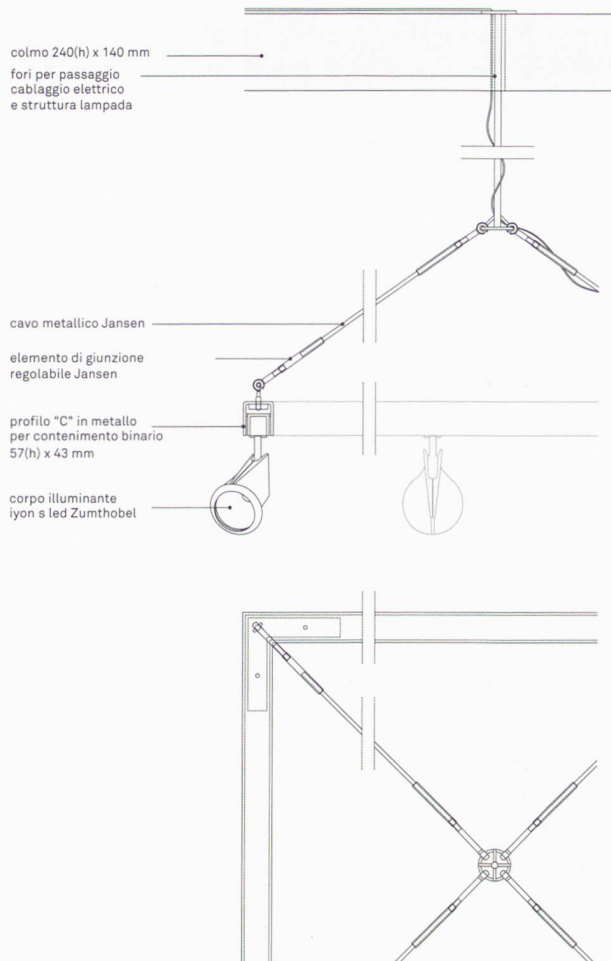 colmo 240(h) x 140 mm
fori per passaggio
cablaggio elettrico
e struttura lampada
cavo metallico Jansen
elemento di giunzione
regolabile Jansen
profilo "C" in metallo
per contenimento binario
57(h) x 43 mm
corpo illuminante
iyon s led Zumthobel